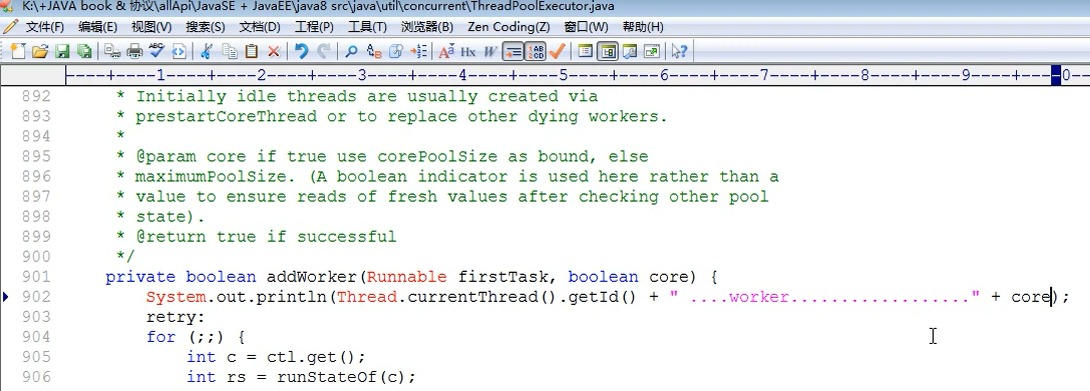 K:\+JAVA book & 协议\allApi\JavaSE + JavaEE\java8 src\java\util\concurrent\ThreadPoolExecutor.java
文件(F) 编辑(E) 视图(V) 搜索(S) 文档(D) 工程(P) 工具(T) 浏览器(B) Zen Coding(Z) 窗口(W) 帮助(H)
----+----1----+----2----+----3----+----4----+----5----+----6----+----7----+----8----+----9----+----0--
892 * Initially idle threads are usually created via
893 * prestartCoreThread or to replace other dying workers.
894 *
895 * @param core if true use corePoolSize as bound, else
896 * maximumPoolSize. (A boolean indicator is used here rather than a
897 * value to ensure reads of fresh values after checking other pool
898 * state).
899 * @return true if successful
900 */
901 private boolean addWorker(Runnable firstTask, boolean core) {
902 System.out.println(Thread.currentThread().getId() + " ....worker.................." + core);
903 retry:
904 for (;;) {
905 int c = ctl.get();
906 int rs = runStateOf(c);